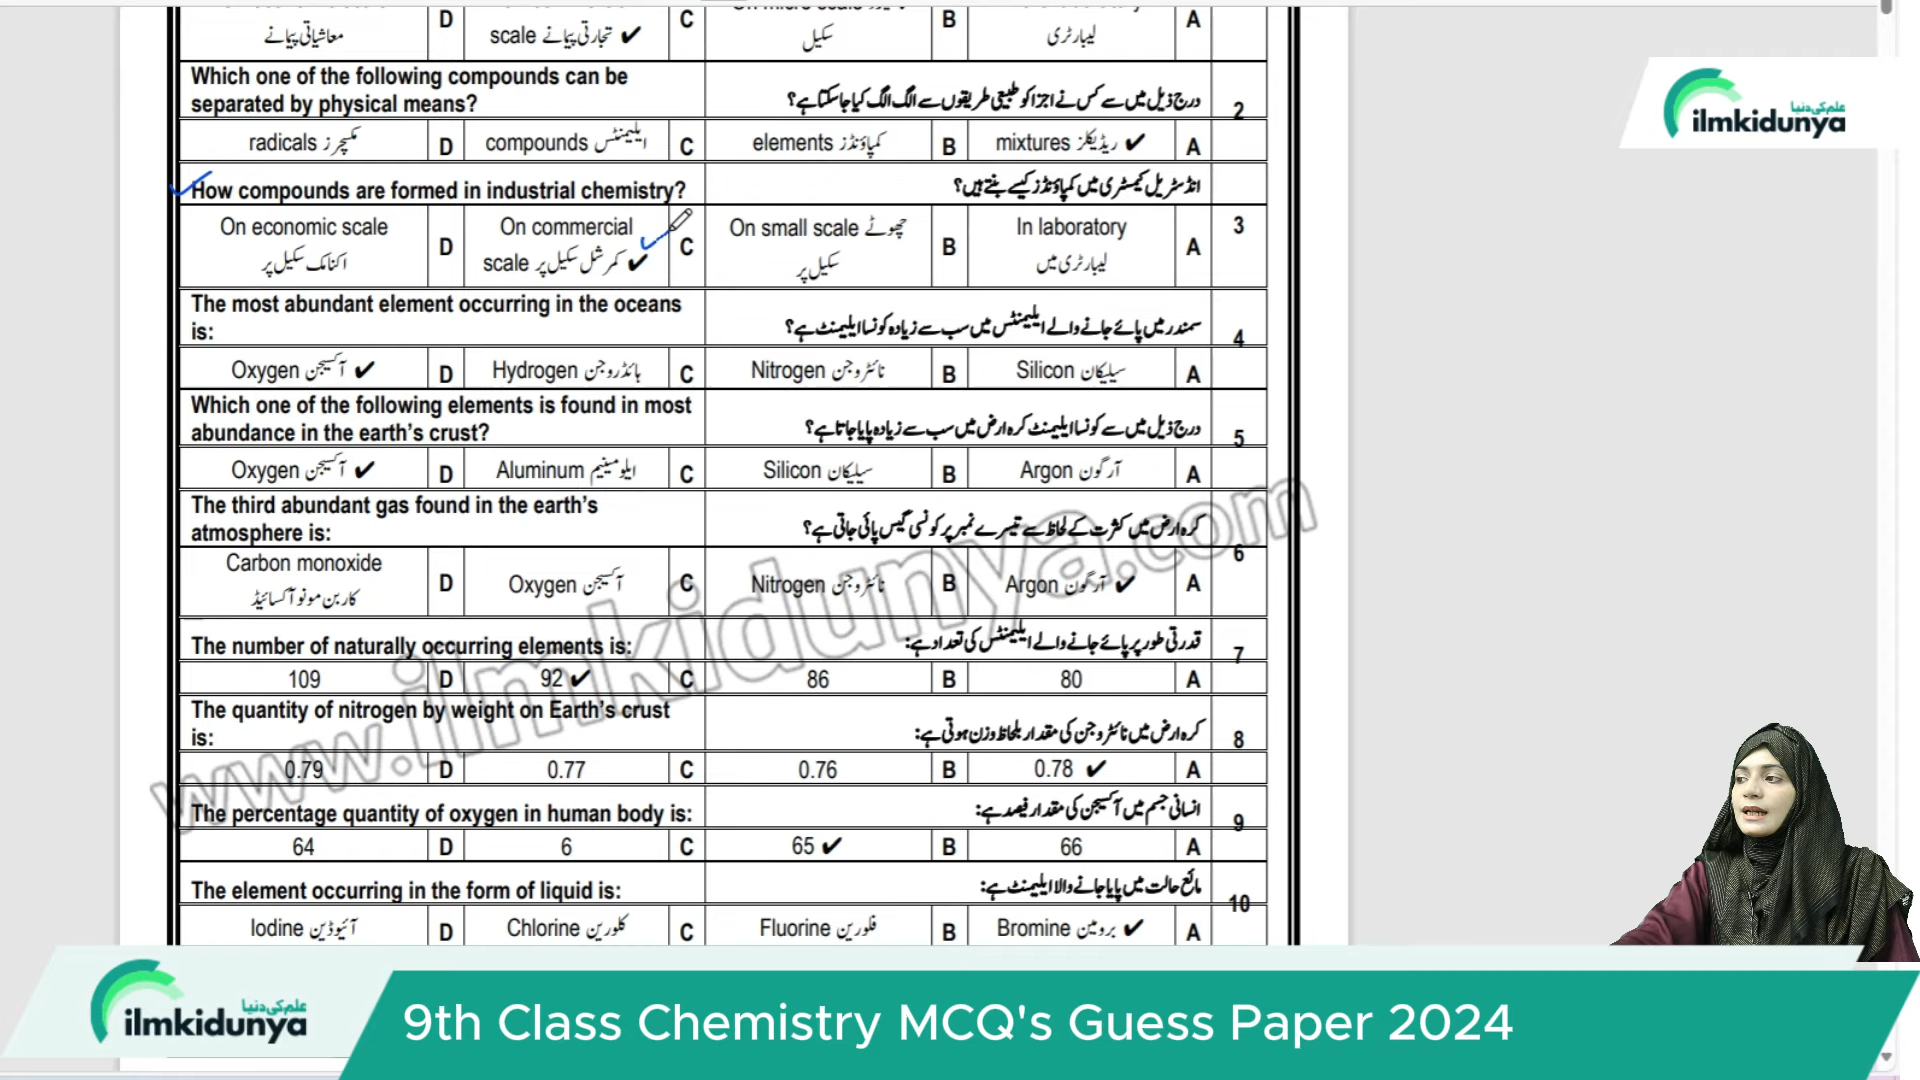 معاشیاتی پیمانے D scale تجارتی پیمانے ✔ C سکیل B لیبارٹری A
Which one of the following compounds can be separated by physical means? درج ذیل میں سے کس نے اجزا کو طبیعی طریقوں سے الگ الگ کیا جاسکتا ہے؟ 2
radicals مکسچرز D compounds ایلیمنٹس C elements کمپاؤنڈز B mixtures ریڈیکلز ✔ A
How compounds are formed in industrial chemistry? انڈسٹریل کیمسٹری میں کمپاؤنڈز کیسے بنتے ہیں؟
On economic scale اکنامک سکیل پر D On commercial scale کمرشل سکیل پر ✔ C On small scale چھوٹے سکیل پر B In laboratory لیبارٹری میں A 3
The most abundant element occurring in the oceans is: سمندر میں پائے جانے والے ایلیمنٹس میں سب سے زیادہ کونسا ایلیمنٹ ہے؟ 4
Oxygen آکسیجن ✔ D Hydrogen ہائڈروجن C Nitrogen نائٹروجن B Silicon سیلیکان A
Which one of the following elements is found in most abundance in the earth's crust? درج ذیل میں سے کونسا ایلیمنٹ کرہ ارض میں سب سے زیادہ پایا جاتا ہے؟ 5
Oxygen آکسیجن ✔ D Aluminum ایلومینیم C Silicon سیلیکان B Argon آرگون A
The third abundant gas found in the earth's atmosphere is: کرہ ارض میں کثرت کے لحاظ سے تیسرے نمبر پر کونسی گیس پائی جاتی ہے؟ 6
Carbon monoxide کاربن مونو آکسائیڈ D Oxygen آکسیجن C Nitrogen نائٹروجن B Argon آرگون ✔ A
The number of naturally occurring elements is: قدرتی طور پر پائے جانے والے ایلیمنٹس کی تعداد ہے: 7
109 D 92 ✔ C 86 B 80 A
The quantity of nitrogen by weight on Earth's crust is: کرہ ارض میں نائٹروجن کی مقدار بلحاظ وزن ہوتی ہے: 8
0.79 D 0.77 C 0.76 B 0.78 ✔ A
The percentage quantity of oxygen in human body is: انسانی جسم میں آکسیجن کی مقدار فیصد ہے: 9
64 D 6 C 65 ✔ B 66 A
The element occurring in the form of liquid is: مائع حالت میں پایا جانے والا ایلیمنٹ ہے: 10
Iodine آئیوڈین D Chlorine کلورین C Fluorine فلورین B Bromine برومین ✔ A
www.ilmkidunya.com
علم کی دنیا
ilmkidunya
علم کی دنیا
ilmkidunya
9th Class Chemistry MCQ's Guess Paper 2024